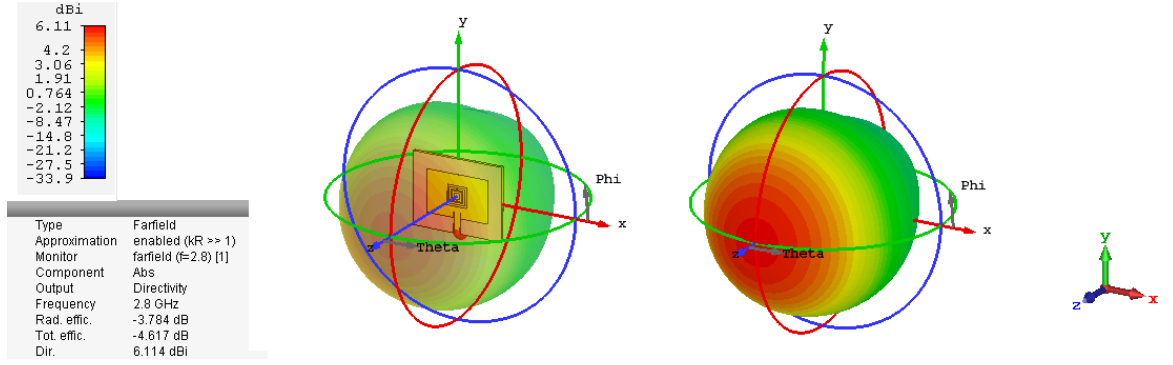 dBi
6.11
4.2
3.06
1.91
0.764
-2.12
-8.47
-14.8
-21.2
-27.5
-33.9
Type Farfield
Approximation enabled (kR >> 1)
Monitor farfield (f=2.8) [1]
Component Abs
Output Directivity
Frequency 2.8 GHz
Rad. effic. -3.784 dB
Tot. effic. -4.617 dB
Dir. 6.114 dBi
y
Phi
x
z
Theta
y
Phi
x
z
Theta
y
z
x